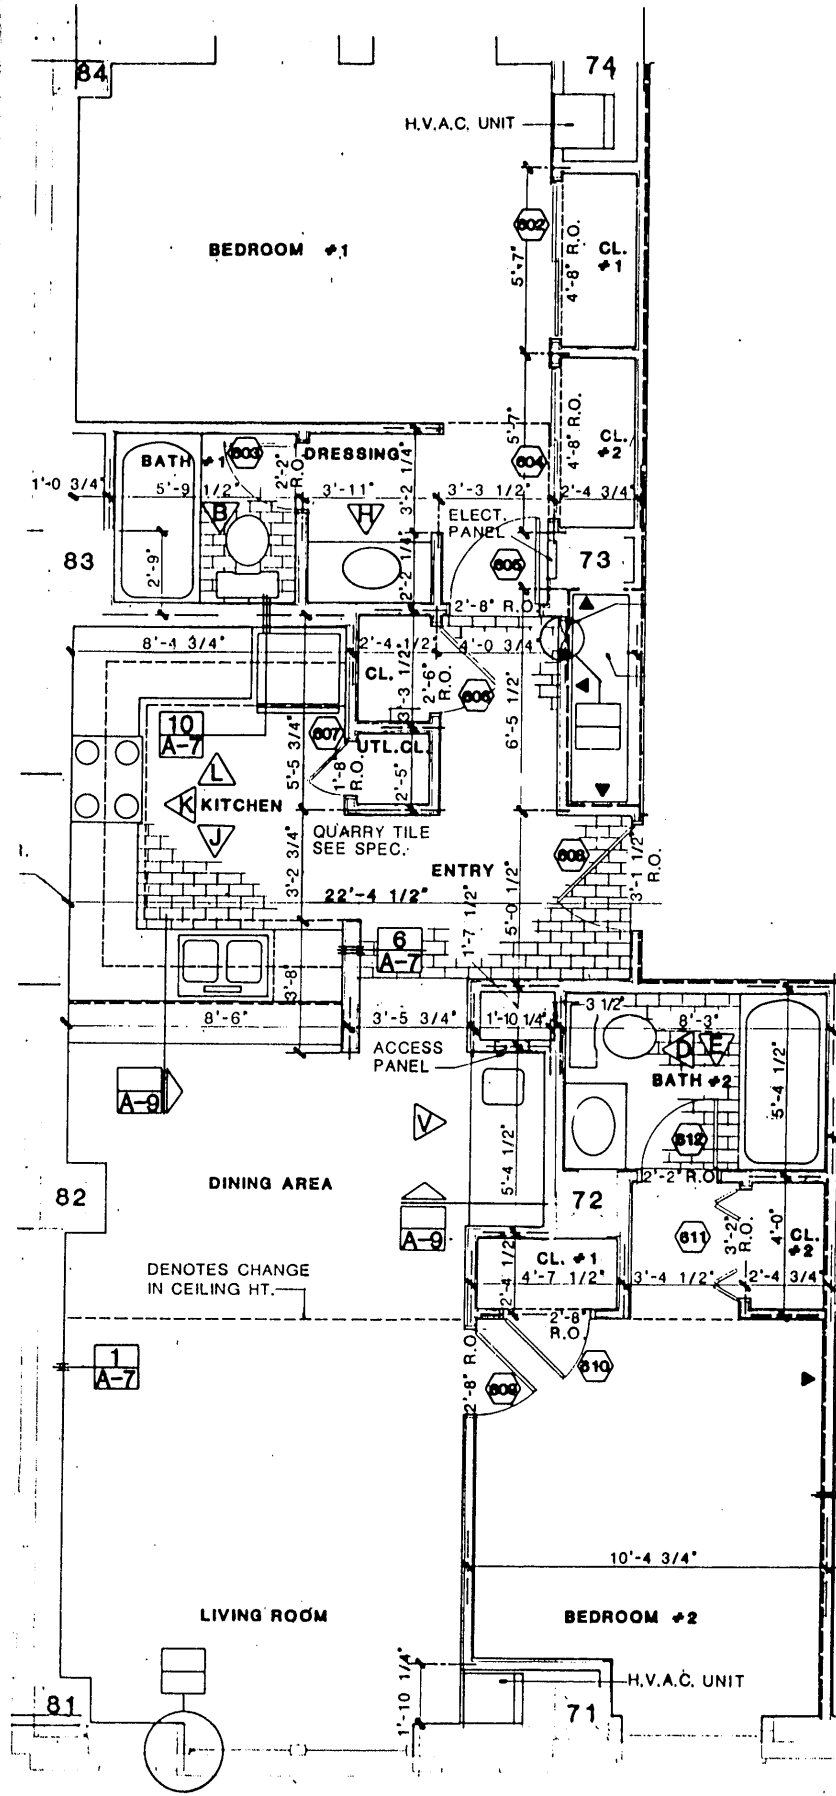 84
74
H.V.A.C. UNIT
602
BEDROOM #1
5'-7"
4'-8" R.O.
CL.
#1
5'-7"
4'-8" R.O.
CL.
#2
603
BATH #1
2'-2"
R.O.
DRESSING
3'-2 1/4"
604
1'-0 3/4"
5'-9 1/2"
3'-11"
3'-3 1/2"
2'-4 3/4"
B
H
ELECT.
PANEL
83
2'-9"
2'-2 1/4"
605
73
2'-8" R.O.
8'-4 3/4"
2'-4 1/2"
4'-0 3/4"
CL.
3'-3 1/2"
2'-6"
R.O.
606
6'-5 1/2"
10
A-7
607
5'-5 3/4"
UTL.CL.
1'-8"
R.O.
2'-5"
L
K
KITCHEN
J
QUARRY TILE
SEE SPEC.
608
3'-1 1/2"
R.O.
ENTRY
3'-2 3/4"
22'-4 1/2"
1'-7 1/2"
5'-0 1/2"
R.
6
A-7
3'-8"
8'-6"
3'-5 3/4"
1'-10 1/4"
3 1/2"
8'-3"
ACCESS
PANEL
D
E
BATH #2
5'-4 1/2"
A-9
V
612
5'-4 1/2"
2'-2" R.O.
DINING AREA
82
72
A-9
611
3'-2"
R.O.
4'-0"
CL.
#2
CL. #1
2'-4 1/2"
4'-7 1/2"
3'-4 1/2"
2'-4 3/4"
DENOTES CHANGE
IN CEILING HT.
2'-8"
R.O.
1
A-7
2'-8" R.O.
609
610
10'-4 3/4"
LIVING ROOM
BEDROOM #2
1'-10 1/4"
H.V.A.C. UNIT
81
71